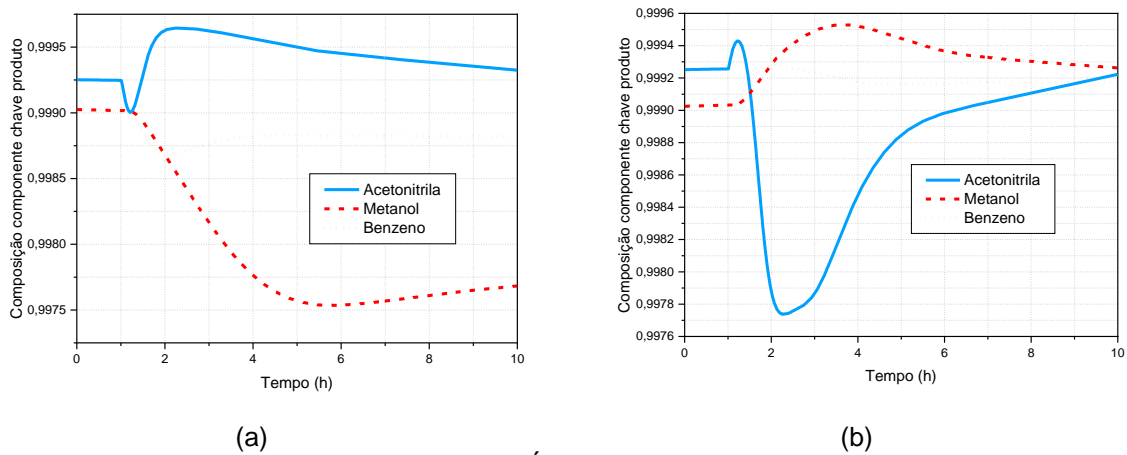 Composição componente chave produto
0,9995
0,9990
0,9985
0,9980
0,9975
0 2 4 6 8 10
Tempo (h)
Acetonitrila
Metanol
Benzeno
(a)
Composição componente chave produto
0,9996
0,9994
0,9992
0,9990
0,9988
0,9986
0,9984
0,9982
0,9980
0,9978
0,9976
0 2 4 6 8 10
Tempo (h)
Acetonitrila
Metanol
Benzeno
(b)